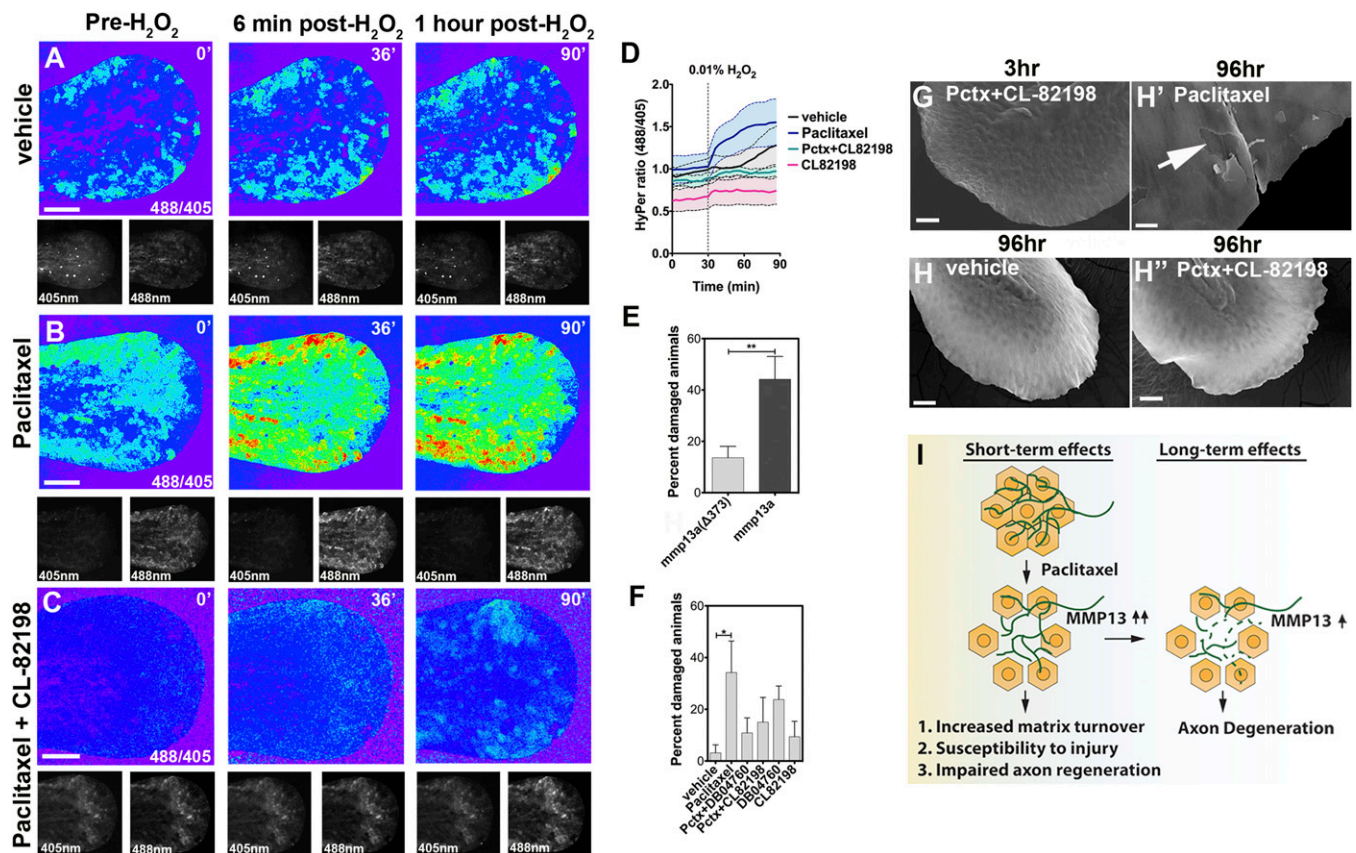 Pre-H₂O₂
6 min post-H₂O₂
1 hour post-H₂O₂
vehicle
A
0'
488/405
36'
90'
405nm
488nm
405nm
488nm
405nm
488nm
Paclitaxel
B
0'
488/405
36'
90'
405nm
488nm
405nm
488nm
405nm
488nm
Paclitaxel + CL-82198
C
0'
488/405
36'
90'
405nm
488nm
405nm
488nm
405nm
488nm
D
0.01% H₂O₂
HyPer ratio (488/405)
2.0
1.5
1.0
0.5
0.0
0
30
60
90
Time (min)
vehicle
Paclitaxel
Pctx+CL82198
CL82198
E
Percent damaged animals
60
40
20
0
**
mmp13a(Δ373)
mmp13a
F
Percent damaged animals
60
40
20
0
*
vehicle
Paclitaxel
Pctx+DB04760
Pctx+CL82198
DB04760
CL82198
3hr
G
Pctx+CL-82198
96hr
H'
Paclitaxel
96hr
H
vehicle
96hr
H"
Pctx+CL-82198
I
Short-term effects
Long-term effects
Paclitaxel
MMP13
MMP13
1. Increased matrix turnover
2. Susceptibility to injury
3. Impaired axon regeneration
Axon Degeneration